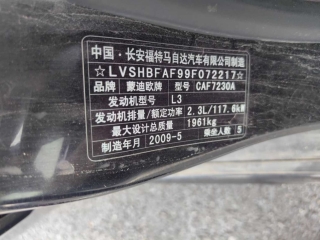 中国·长安福特马自达汽车有限公司制造
☆LVSHBFAF99F072217☆
品牌 蒙迪欧牌 型号 CAF7230A
发动机型号 L3
发动机排量/额定功率 2.3L/117.6kW
最大设计总质量 1961kg
制造年月 2009-5 乘坐人数 5